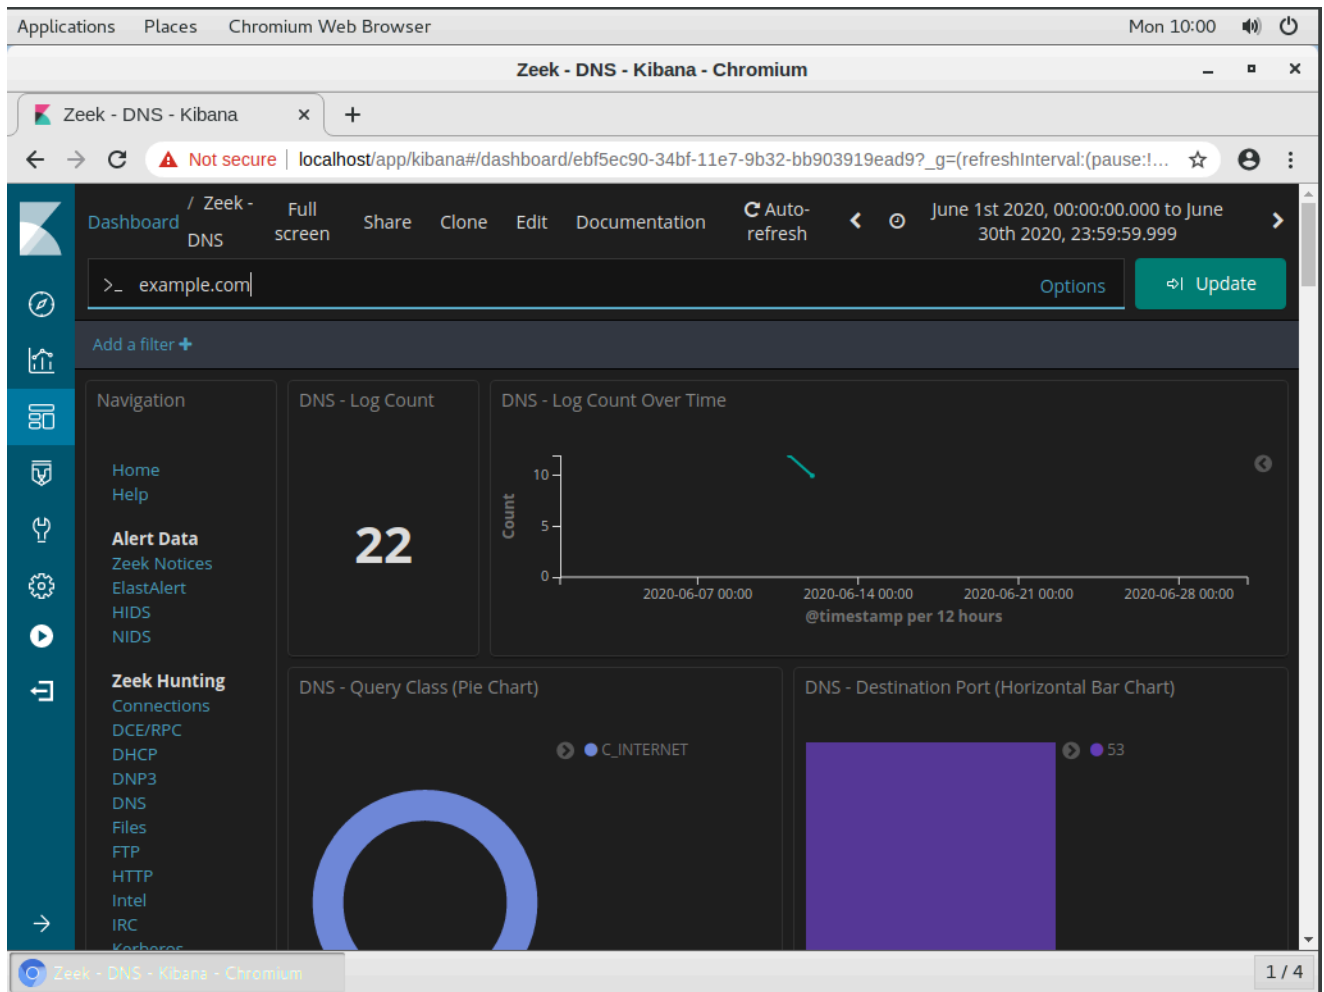 Applications Places Chromium Web Browser Mon 10:00
Zeek - DNS - Kibana - Chromium
Zeek - DNS - Kibana
Not secure localhost/app/kibana#/dashboard/ebf5ec90-34bf-11e7-9b32-bb903919ead9?_g=(refreshInterval:(pause:!...
Dashboard / Zeek - DNS Full screen Share Clone Edit Documentation Auto-refresh June 1st 2020, 00:00:00.000 to June 30th 2020, 23:59:59.999
>_ example.com Options Update
Add a filter +
Navigation
Home
Help
Alert Data
Zeek Notices
ElastAlert
HIDS
NIDS
Zeek Hunting
Connections
DCE/RPC
DHCP
DNP3
DNS
Files
FTP
HTTP
Intel
IRC
Kerberos
DNS - Log Count
22
DNS - Log Count Over Time
Count
10
5
0
2020-06-07 00:00 2020-06-14 00:00 2020-06-21 00:00 2020-06-28 00:00
@timestamp per 12 hours
DNS - Query Class (Pie Chart)
C_INTERNET
DNS - Destination Port (Horizontal Bar Chart)
53
Zeek - DNS - Kibana - Chromium
1 / 4